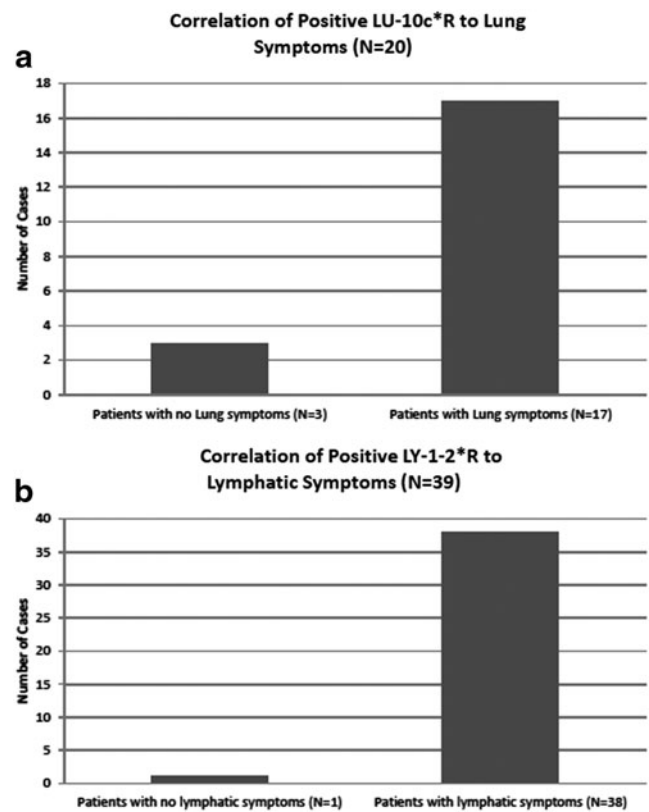 Correlation of Positive LU-10c*R to Lung
Symptoms (N=20)
a
18
16
14
12
10
8
6
4
2
0
Number of Cases
Patients with no Lung symptoms (N=3)
Patients with Lung symptoms (N=17)
Correlation of Positive LY-1-2*R to
Lymphatic Symptoms (N=39)
b
40
35
30
25
20
15
10
5
0
Number of Cases
Patients with no lymphatic symptoms (N=1)
Patients with lymphatic symptoms (N=38)